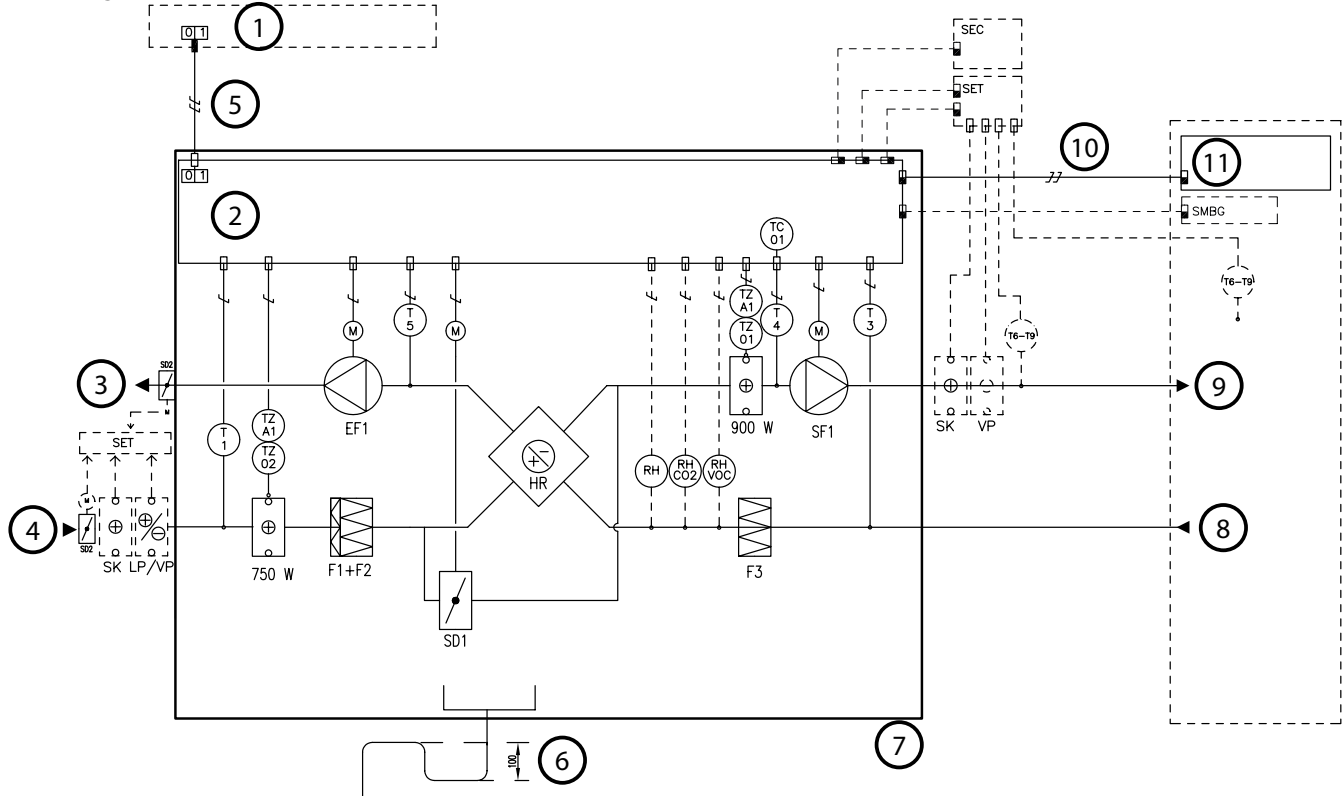 1
0 1
SEC
SET
5
10
11
0 1
2
SMBG
TC 01
T6-T9
TZ A1
T 5
T 4
T 3
M
M
TZ 01
M
T6-T9
3
SD2
9
M
EF1
900 W
SF1
SK
VP
SET
T 1
TZ A1
TZ 02
+/-
HR
RH
RH CO2
RH VOC
M
4
8
SD2
SK
LP/VP
750 W
F1+F2
F3
SD1
7
100
6